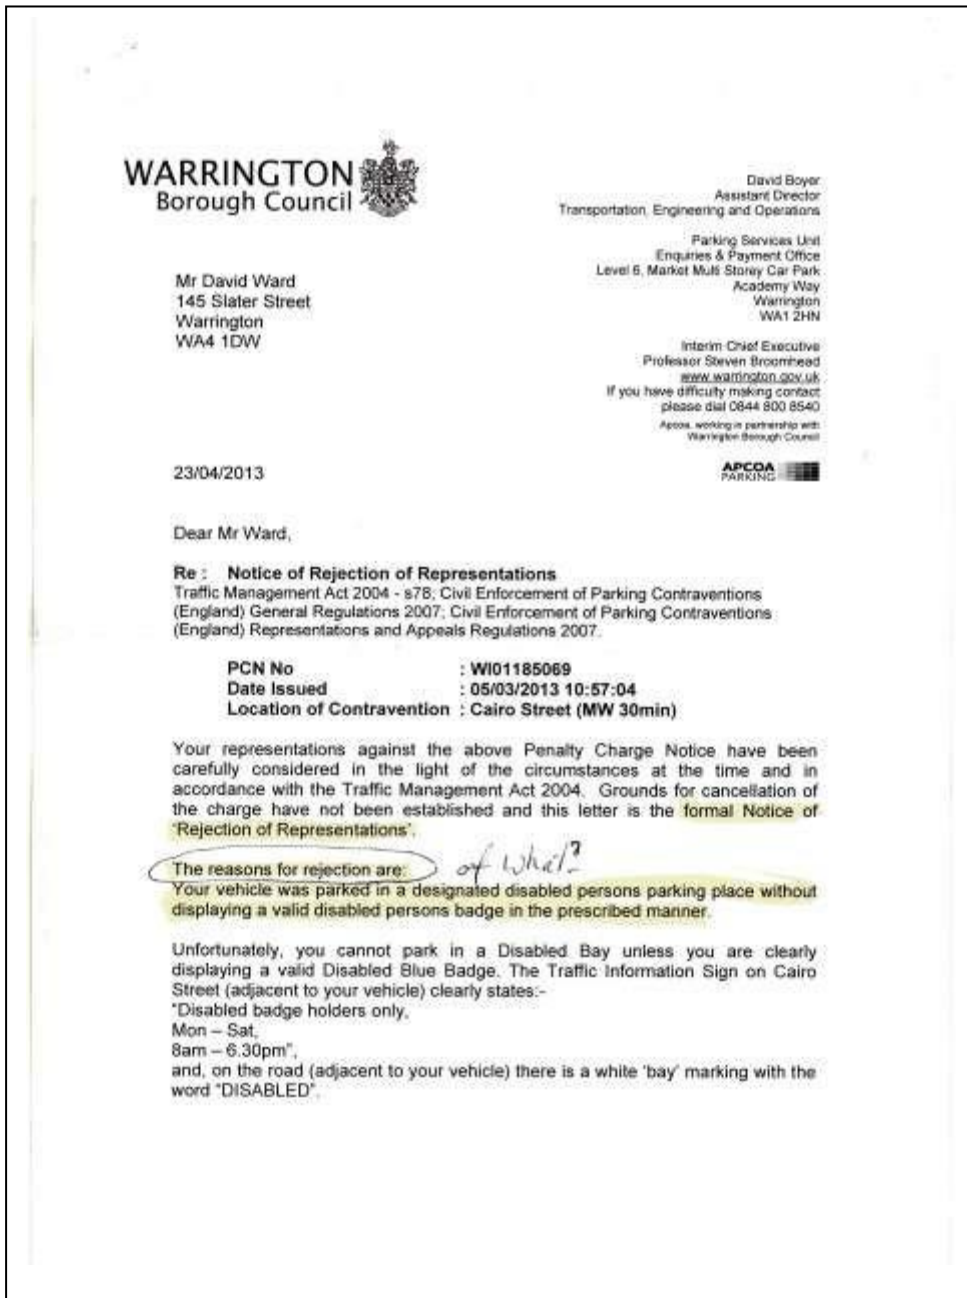 WARRINGTON
Borough Council
David Boyer
Assistant Director
Transportation, Engineering and Operations
Parking Services Unit
Enquiries & Payment Office
Level 6, Market Multi Storey Car Park
Academy Way
Warrington
WA1 2HN
Mr David Ward
145 Slater Street
Warrington
WA4 1DW
Interim Chief Executive
Professor Steven Broomhead
www.warrington.gov.uk
If you have difficulty making contact
please dial 0844 800 8540
Apcoa, working in partnership with
Warrington Borough Council
APCOA
PARKING
23/04/2013
Dear Mr Ward,
Re : Notice of Rejection of Representations
Traffic Management Act 2004 - s78; Civil Enforcement of Parking Contraventions
(England) General Regulations 2007; Civil Enforcement of Parking Contraventions
(England) Representations and Appeals Regulations 2007.
PCN No : WI01185069
Date Issued : 05/03/2013 10:57:04
Location of Contravention : Cairo Street (MW 30min)
Your representations against the above Penalty Charge Notice have been
carefully considered in the light of the circumstances at the time and in
accordance with the Traffic Management Act 2004. Grounds for cancellation of
the charge have not been established and this letter is the formal Notice of
'Rejection of Representations'.
The reasons for rejection are: of what?
Your vehicle was parked in a designated disabled persons parking place without
displaying a valid disabled persons badge in the prescribed manner.
Unfortunately, you cannot park in a Disabled Bay unless you are clearly
displaying a valid Disabled Blue Badge. The Traffic Information Sign on Cairo
Street (adjacent to your vehicle) clearly states:-
"Disabled badge holders only,
Mon – Sat,
8am – 6.30pm",
and, on the road (adjacent to your vehicle) there is a white 'bay' marking with the
word "DISABLED".